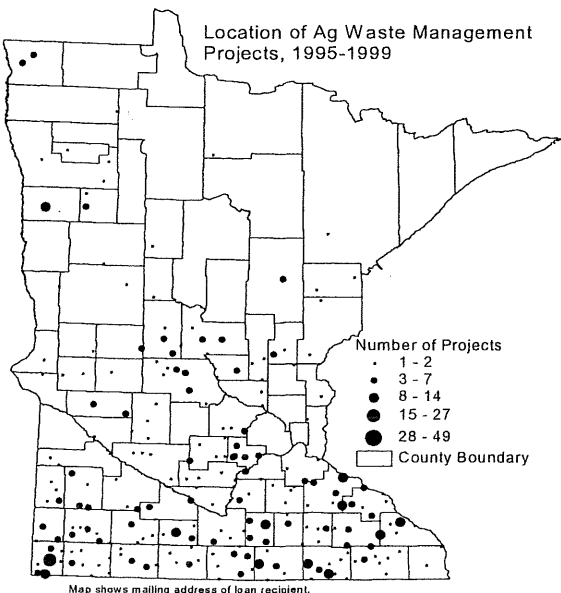 Location of Ag Waste Management
Projects, 1995-1999
Number of Projects
1 - 2
3 - 7
8 - 14
15 - 27
28 - 49
County Boundary
Map shows mailing address of loan recipient.